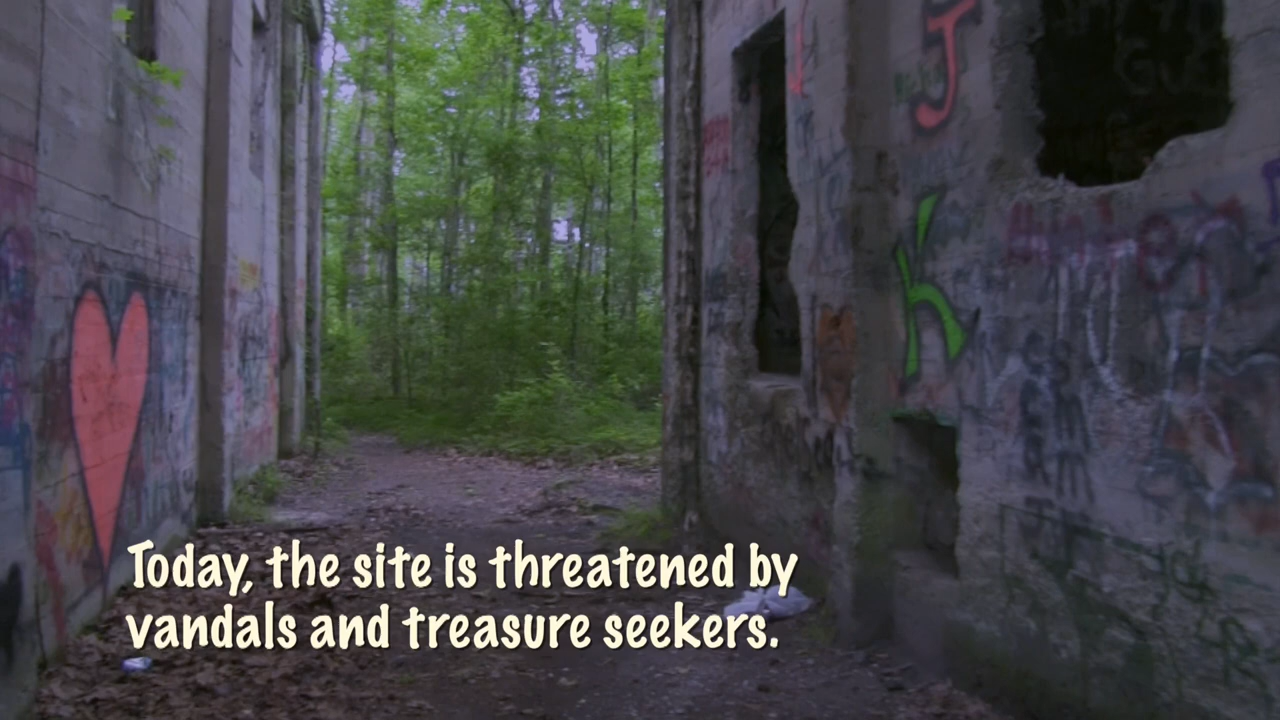 J
K
Today, the site is threatened by
vandals and treasure seekers.